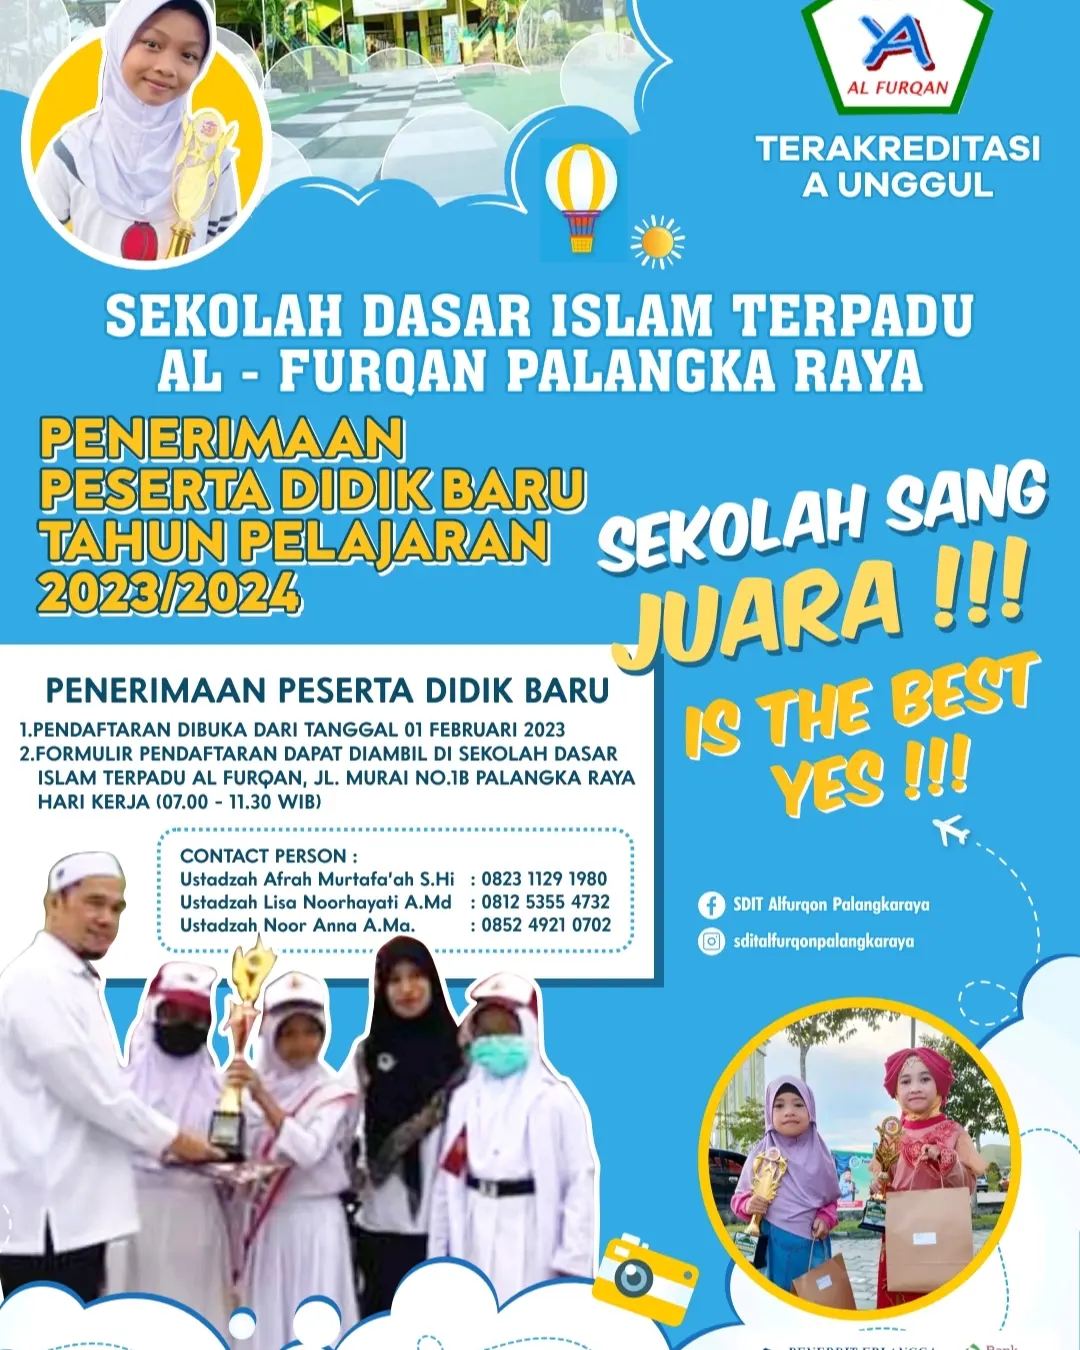 AL FURQAN
TERAKREDITASI
A UNGGUL
SEKOLAH DASAR ISLAM TERPADU
AL - FURQAN PALANGKA RAYA
PENERIMAAN
PESERTA DIDIK BARU
TAHUN PELAJARAN
2023/2024
SEKOLAH SANG
JUARA !!!
IS THE BEST
YES !!!
PENERIMAAN PESERTA DIDIK BARU
1.PENDAFTARAN DIBUKA DARI TANGGAL 01 FEBRUARI 2023
2.FORMULIR PENDAFTARAN DAPAT DIAMBIL DI SEKOLAH DASAR
ISLAM TERPADU AL FURQAN, JL. MURAI NO.1B PALANGKA RAYA
HARI KERJA (07.00 - 11.30 WIB)
CONTACT PERSON :
Ustadzah Afrah Murtafa'ah S.Hi : 0823 1129 1980
Ustadzah Lisa Noorhayati A.Md : 0812 5355 4732
Ustadzah Noor Anna A.Ma. : 0852 4921 0702
SDIT Alfurqon Palangkaraya
sditalfurqonpalangkaraya
PENERBIT ERLANGGA
Bank